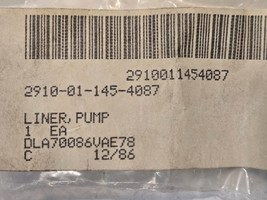 2910011454087
2910-01-145-4087
LINER, PUMP
1 EA
DLA70086VAE78
C 12/86